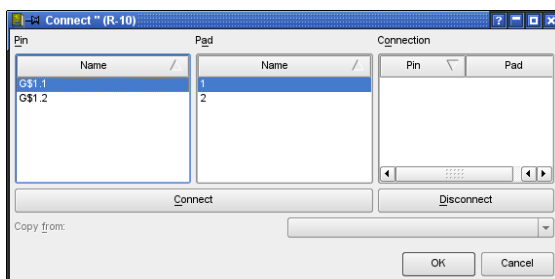 Connect '' (R-10)
Pin
Pad
Connection
Name
Name
Pin
Pad
G$1.1
1
G$1.2
2
Connect
Disconnect
Copy from:
OK
Cancel